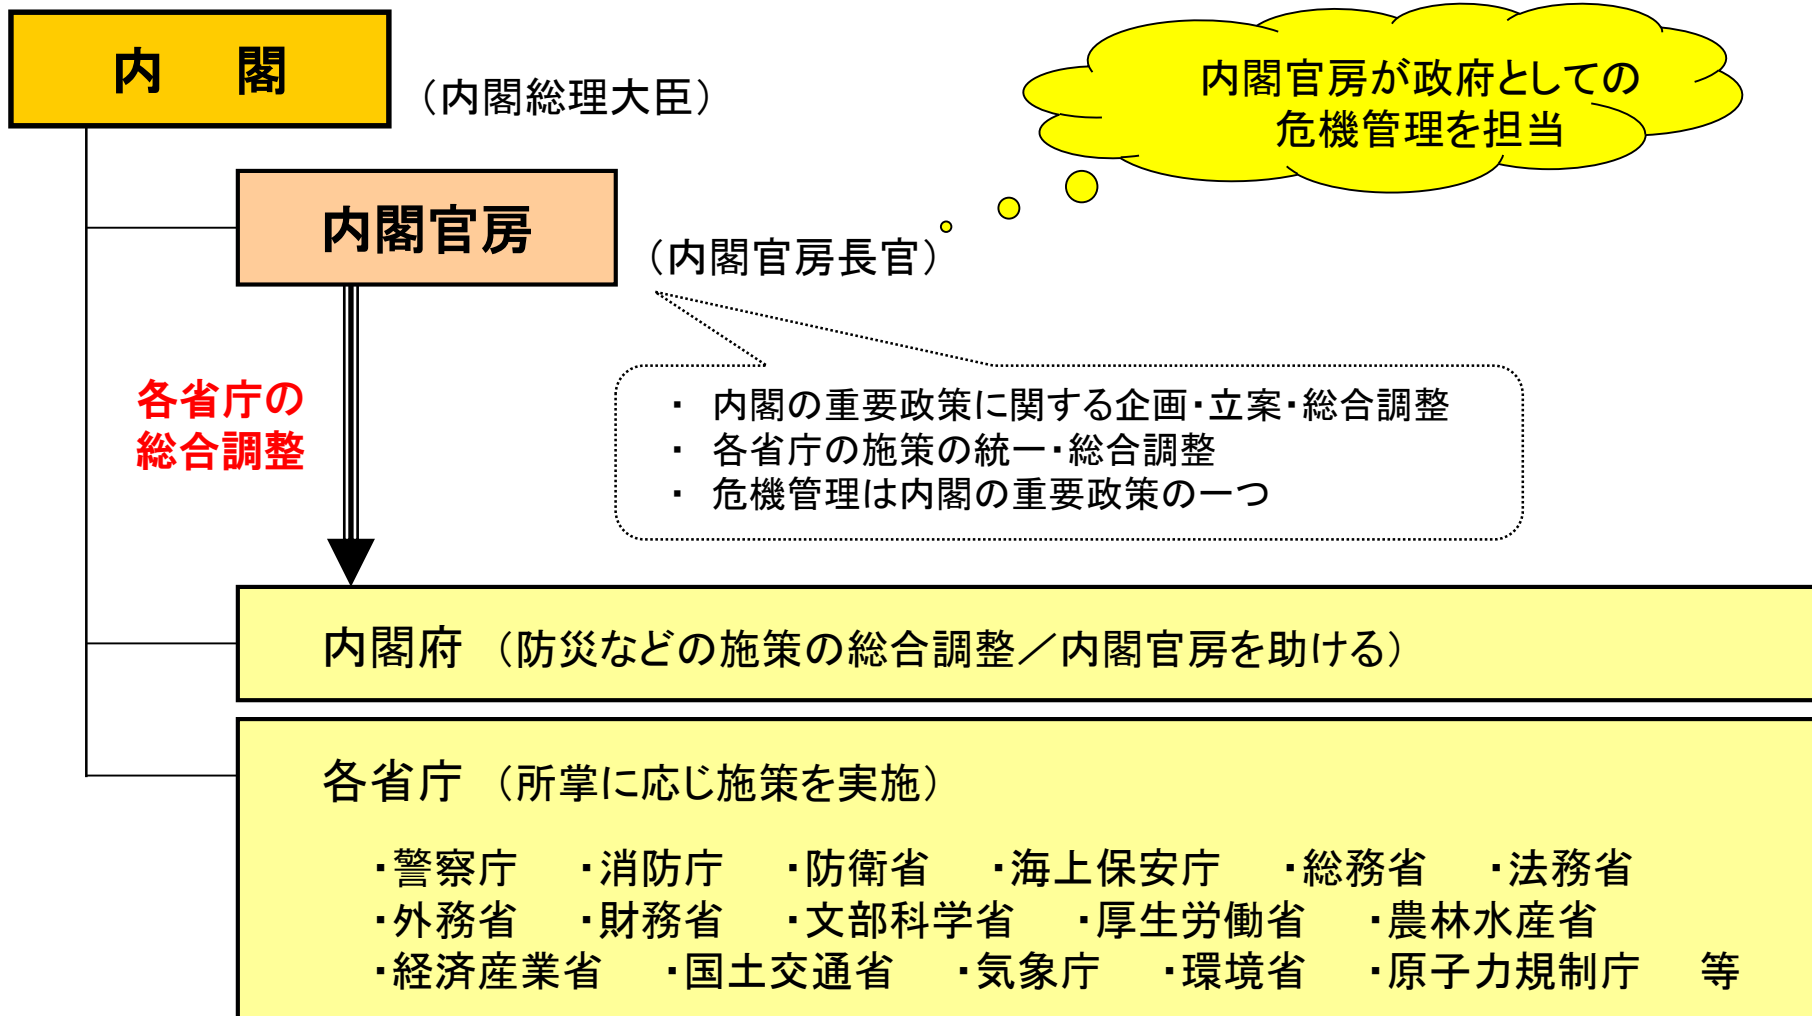 内　閣
（内閣総理大臣）
内閣官房が政府としての
危機管理を担当
内閣官房
（内閣官房長官）
各省庁の
総合調整
・ 内閣の重要政策に関する企画・立案・総合調整
・ 各省庁の施策の統一・総合調整
・ 危機管理は内閣の重要政策の一つ
内閣府 （防災などの施策の総合調整／内閣官房を助ける）
各省庁 （所掌に応じ施策を実施）
・警察庁 ・消防庁 ・防衛省 ・海上保安庁 ・総務省 ・法務省
・外務省 ・財務省 ・文部科学省 ・厚生労働省 ・農林水産省
・経済産業省 ・国土交通省 ・気象庁 ・環境省 ・原子力規制庁 等